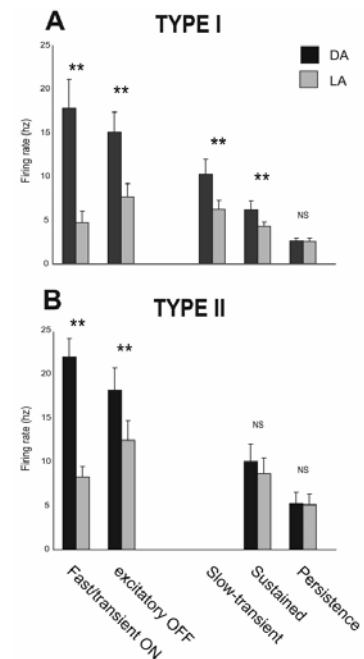 A TYPE I
DA
LA
Firing rate (hz)
25
20
15
10
5
0
**
**
**
**
NS
B TYPE II
Firing rate (hz)
25
20
15
10
5
0
**
**
NS
NS
Fast/transient ON
excitatory OFF
Slow-transient
Sustained
Persistence